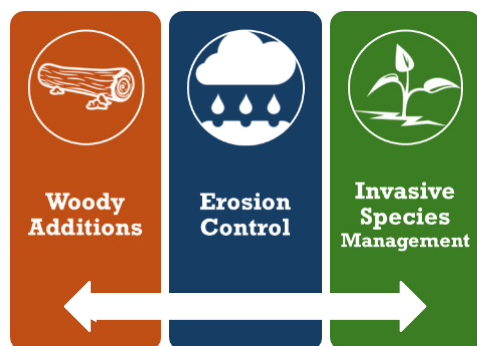 Woody
Additions
Erosion
Control
Invasive
Species
Management